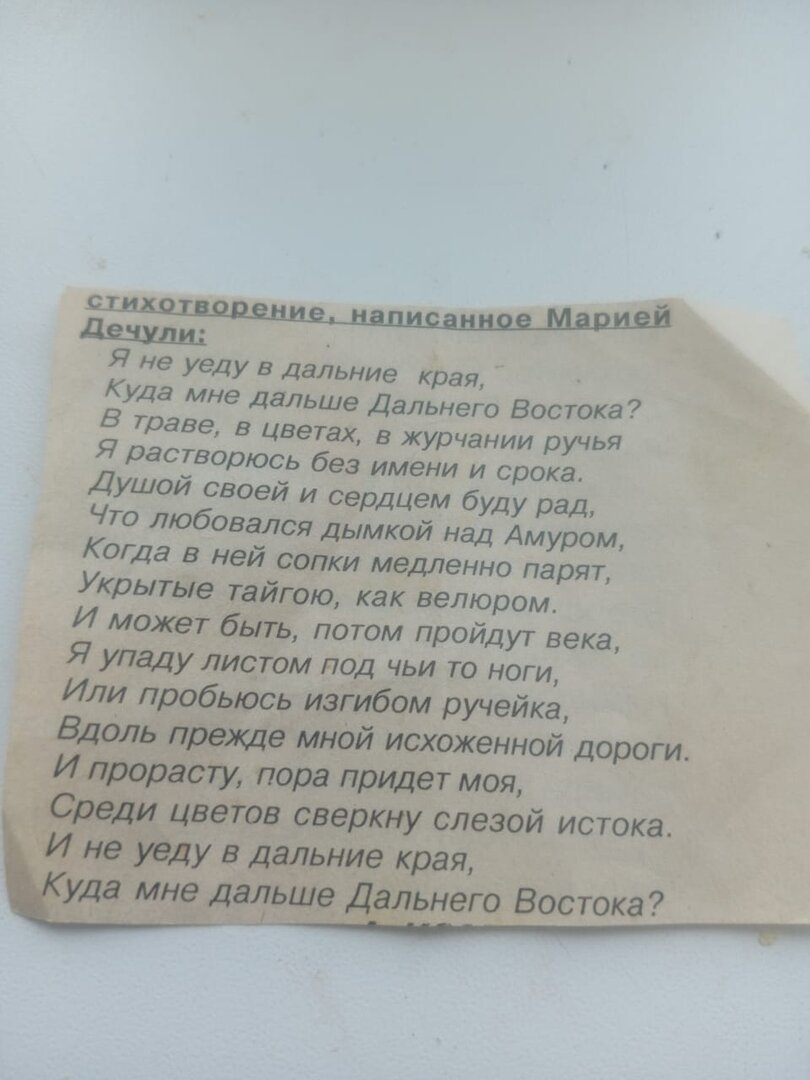 стихотворение, написанное Марией
Дечули:
Я не уеду в дальние края,
Куда мне дальше Дальнего Востока?
В траве, в цветах, в журчании ручья
Я растворюсь без имени и срока.
Душой своей и сердцем буду рад,
Что любовался дымкой над Амуром,
Когда в ней сопки медленно парят,
Укрытые тайгою, как велюром.
И может быть, потом пройдут века,
Я упаду листом под чьи то ноги,
Или пробьюсь изгибом ручейка,
Вдоль прежде мной исхоженной дороги.
И прорасту, пора придет моя,
Среди цветов сверкну слезой истока.
И не уеду в дальние края,
Куда мне дальше Дальнего Востока?